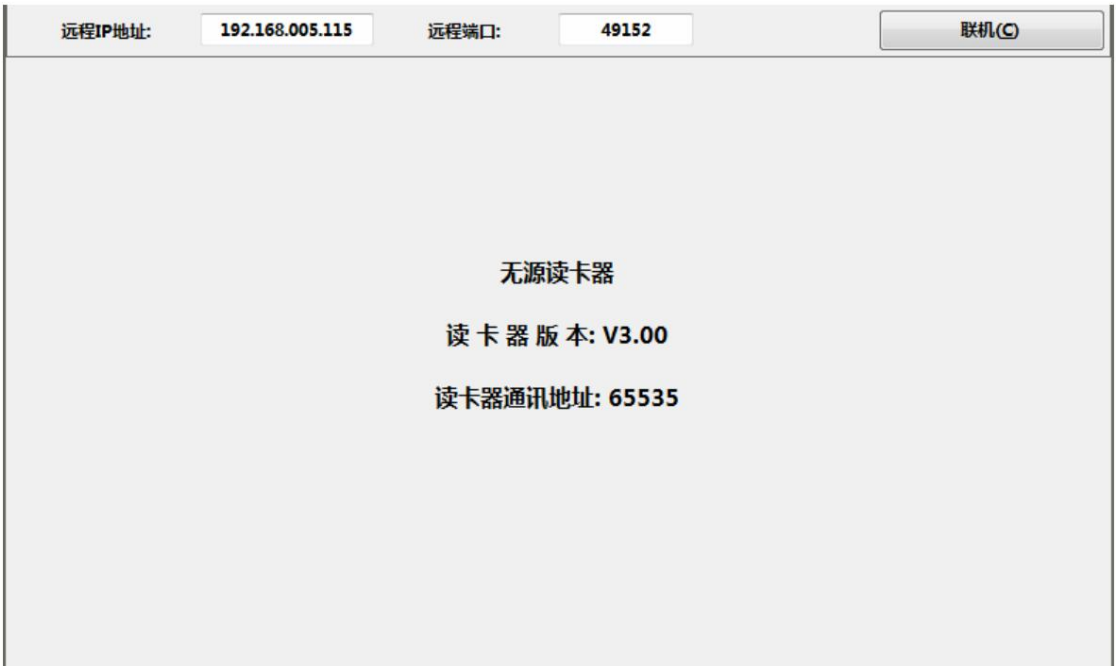 远程IP地址: 192.168.005.115 远程端口: 49152 联机(C)
无源读卡器
读 卡 器 版 本: V3.00
读卡器通讯地址: 65535